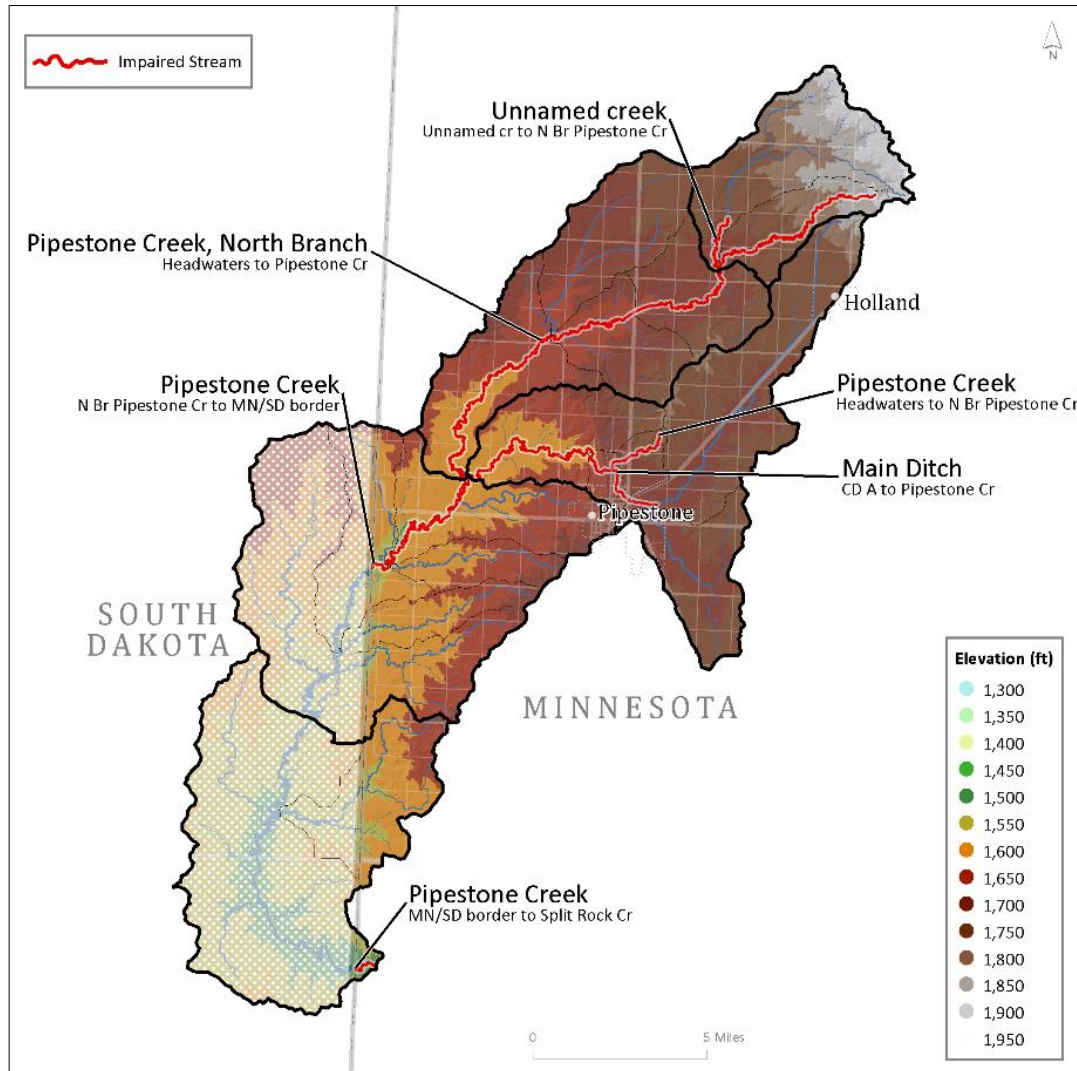 Impaired Stream
N
Unnamed creek
Unnamed cr to N Br Pipestone Cr
Pipestone Creek, North Branch
Headwaters to Pipestone Cr
Holland
Pipestone Creek
N Br Pipestone Cr to MN/SD border
Pipestone Creek
Headwaters to N Br Pipestone Cr
Main Ditch
CD A to Pipestone Cr
Pipestone
SOUTH
DAKOTA
MINNESOTA
Elevation (ft)
1,300
1,350
1,400
1,450
1,500
1,550
1,600
1,650
1,700
1,750
1,800
1,850
1,900
1,950
Pipestone Creek
MN/SD border to Split Rock Cr
0 5 Miles